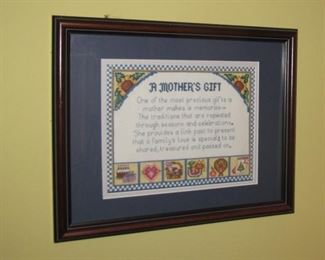 A MOTHER'S GIFT
One of the most precious gifts a
mother makes is memories—
The traditions that are repeated
through seasons and celebrations.
She provides a link past to present
that a family's love is special & to be
shared, treasured and passed on.